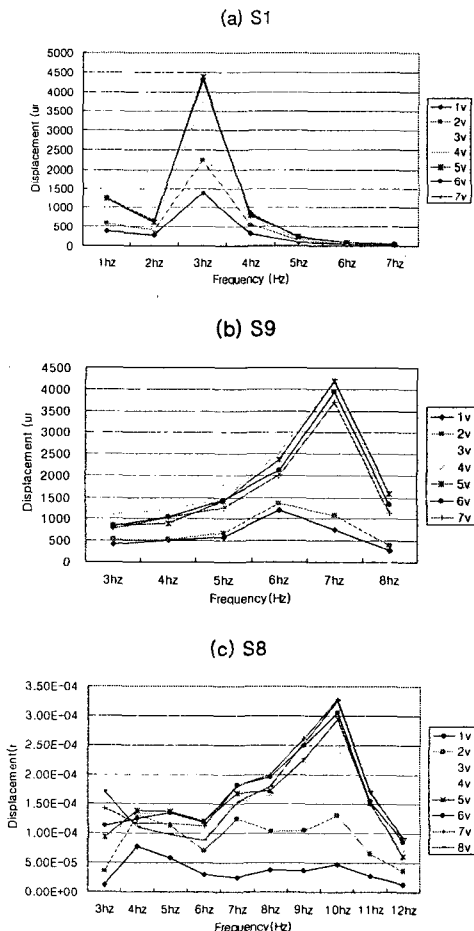 (a) S1
Displacement (ur
5000
4500
4000
3500
3000
2500
2000
1500
1000
500
0
1hz 2hz 3hz 4hz 5hz 6hz 7hz
Frequency (Hz)
1v
2v
3v
4v
5v
6v
7v
(b) S9
Displacement (ur
4500
4000
3500
3000
2500
2000
1500
1000
500
0
3hz 4hz 5hz 6hz 7hz 8hz
Frequency(Hz)
1v
2v
3v
4v
5v
6v
7v
(c) S8
Displacement(r
3.50E-04
3.00E-04
2.50E-04
2.00E-04
1.50E-04
1.00E-04
5.00E-05
0.00E+00
3hz 4hz 5hz 6hz 7hz 8hz 9hz 10hz 11hz 12hz
Frequency(Hz)
1v
2v
3v
4v
5v
6v
7v
8v